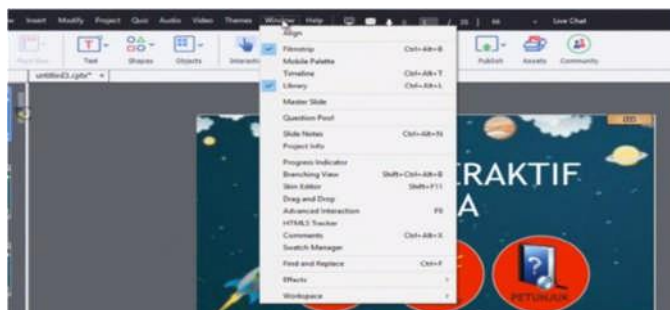 Insert Modify Project Quiz Audio Video Themes Window Help Live Chat
Text Shapes Objects Publish Assets Community
untitled3.cptx*
Align
Filmstrip Ctrl+Alt+B
Mobile Palette
Timeline Ctrl+Alt+T
Library Ctrl+Alt+L
Master Slide
Question Pool
Slide Notes Ctrl+Alt+N
Project Info
Progress Indicator
Branching View Shift+Ctrl+Alt+B
Skin Editor Shift+F11
Drag and Drop
Advanced Interaction F9
HTML5 Tracker
Comments Ctrl+Alt+X
Swatch Manager
Find and Replace Ctrl+F
Effects
Workspace
RAKTIF
A
PETUNJUK